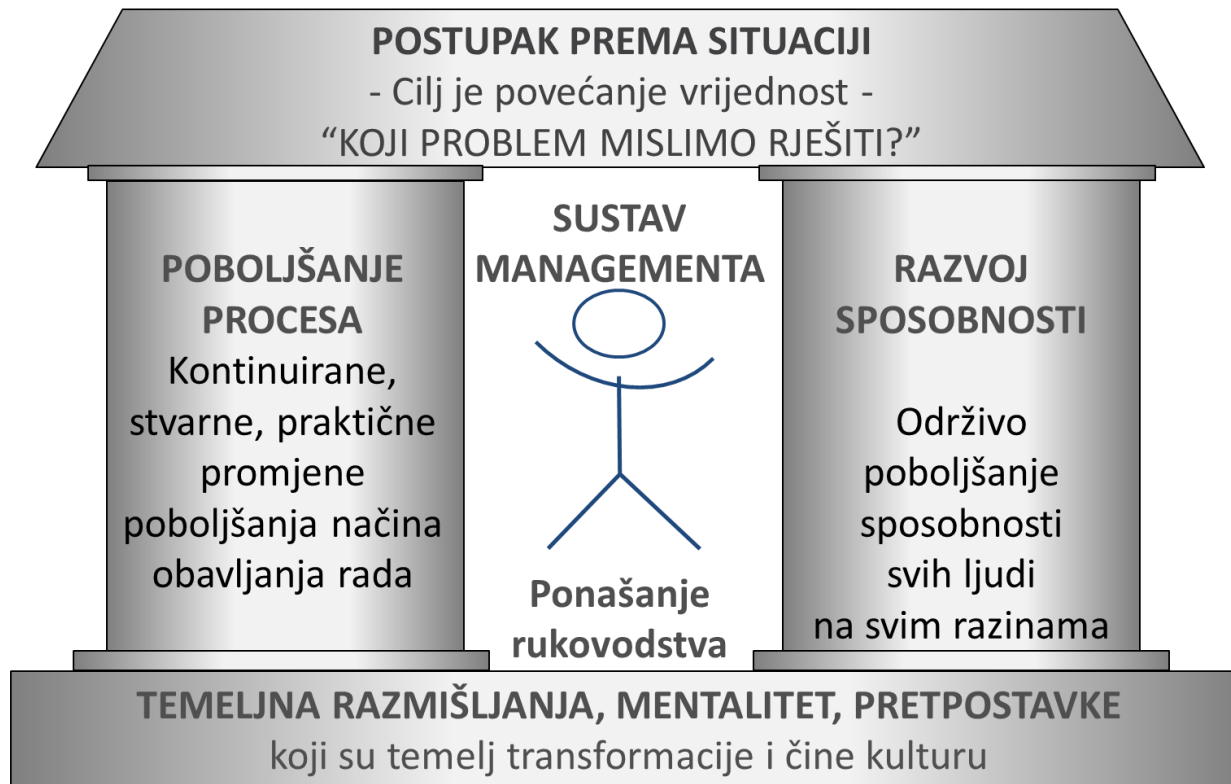 POSTUPAK PREMA SITUACIJI
- Cilj je povećanje vrijednost -
“KOJI PROBLEM MISLIMO RJEŠITI?”
POBOLJŠANJE
PROCESA
Kontinuirane,
stvarne, praktične
promjene
poboljšanja načina
obavljanja rada
SUSTAV
MANAGEMENTA
Ponašanje
rukovodstva
RAZVOJ
SPOSOBNOSTI
Održivo
poboljšanje
sposobnosti
svih ljudi
na svim razinama
TEMELJNA RAZMIŠLJANJA, MENTALITET, PRETPOSTAVKE
koji su temelj transformacije i čine kulturu